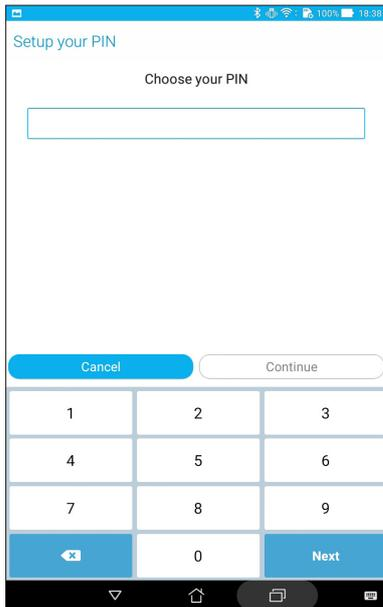 100% 18:38
Setup your PIN
Choose your PIN
Cancel Continue
1 2 3
4 5 6
7 8 9
0 Next